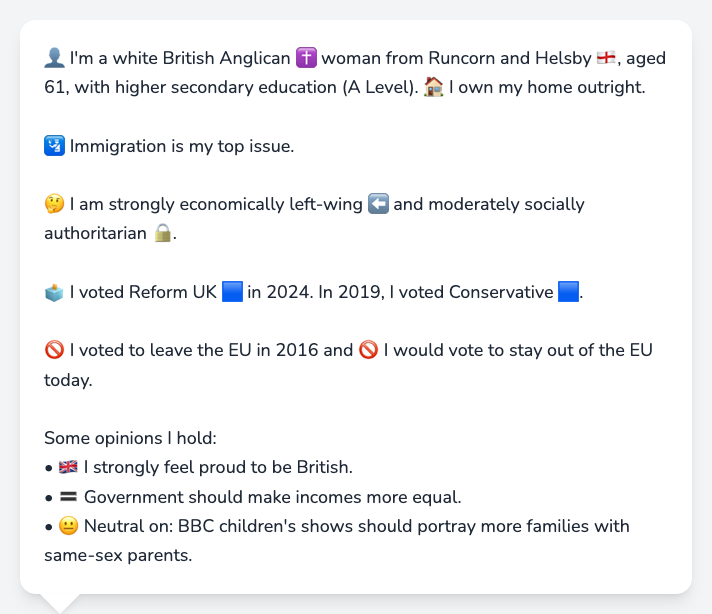 👤 I'm a white British Anglican ✝️ woman from Runcorn and Helsby 🏴󠁧󠁢󠁥󠁮󠁧󠁿, aged
61, with higher secondary education (A Level). 🏠 I own my home outright.
🛂 Immigration is my top issue.
🤔 I am strongly economically left-wing ⬅️ and moderately socially
authoritarian 🔒.
🗳️ I voted Reform UK 🟦 in 2024. In 2019, I voted Conservative 🟦.
🚫 I voted to leave the EU in 2016 and 🚫 I would vote to stay out of the EU
today.
Some opinions I hold:
• 🇬🇧 I strongly feel proud to be British.
• 🟰 Government should make incomes more equal.
• 😐 Neutral on: BBC children's shows should portray more families with
same-sex parents.